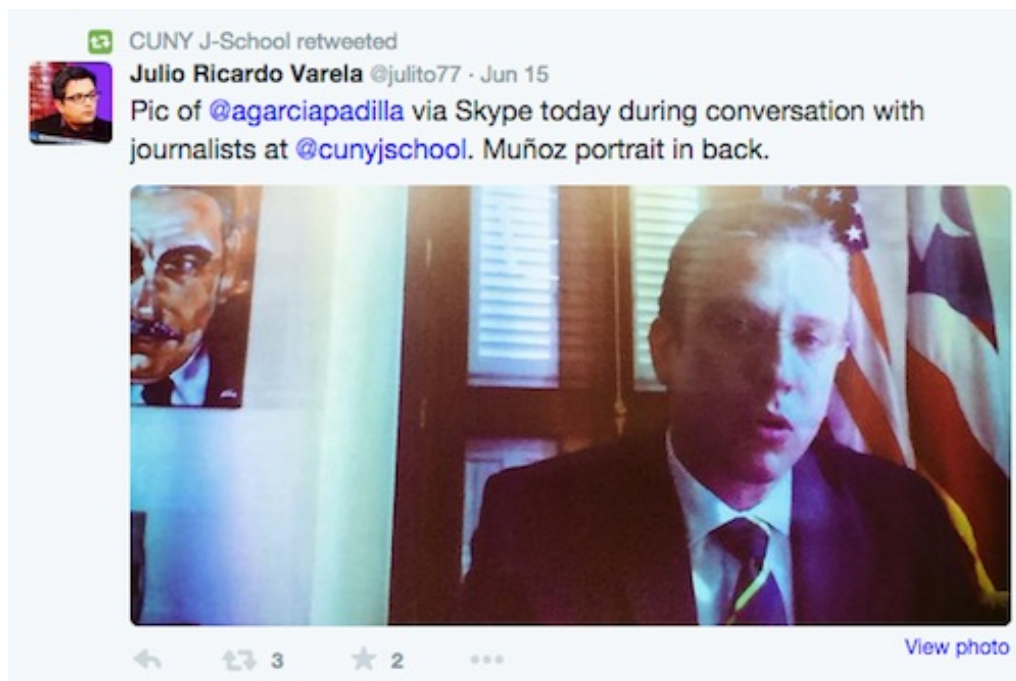 CUNY J-School retweeted
Julio Ricardo Varela @julito77 · Jun 15
Pic of @agarciapadilla via Skype today during conversation with
journalists at @cunyjschool. Muñoz portrait in back.
View photo
3 2